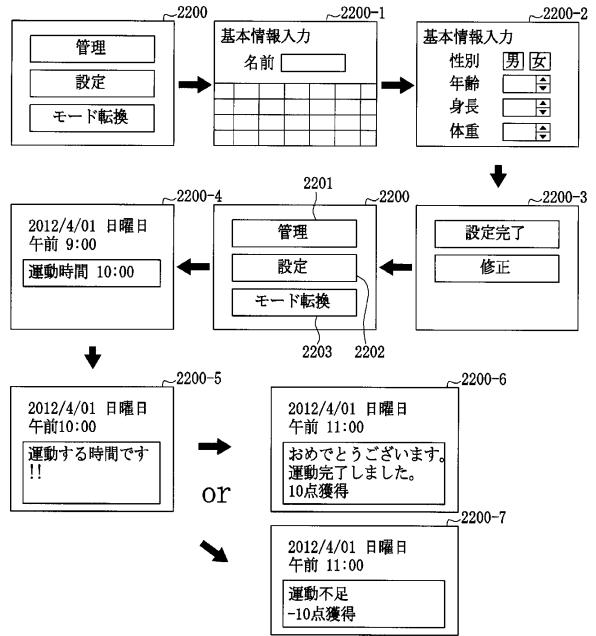 2200
管理
設定
モード転換
2200-1
基本情報入力
名前
2200-2
基本情報入力
性別 男 女
年齢
身長
体重
2200-4
2012/4/01 日曜日
午前 9:00
運動時間 10:00
2201
2200
管理
設定
モード転換
2203 2202
2200-3
設定完了
修正
2200-5
2012/4/01 日曜日
午前10:00
運動する時間です
!!
or
2200-6
2012/4/01 日曜日
午前 11:00
おめでとうございます。
運動完了しました。
10点獲得
2200-7
2012/4/01 日曜日
午前 11:00
運動不足
-10点獲得